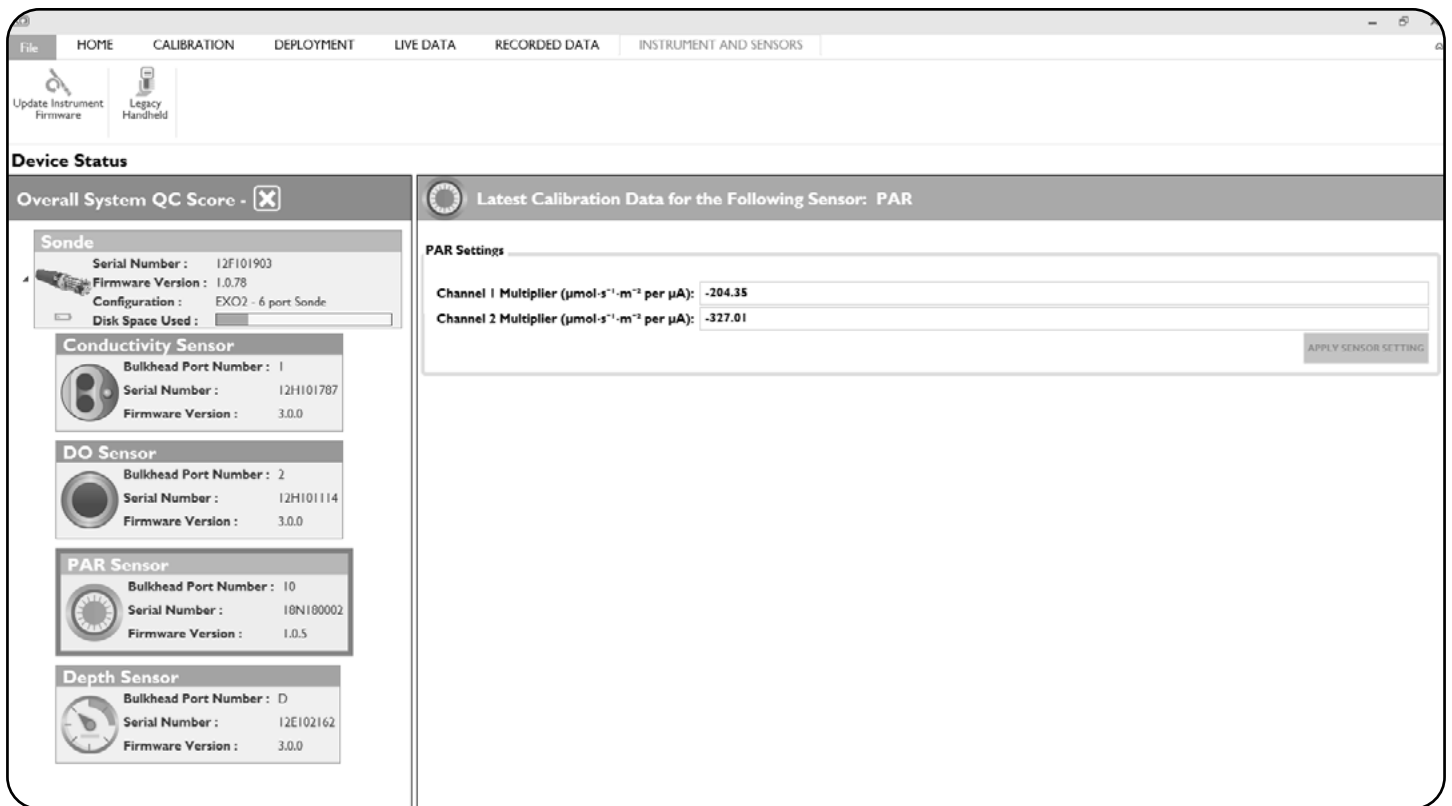 File HOME CALIBRATION DEPLOYMENT LIVE DATA RECORDED DATA INSTRUMENT AND SENSORS
Update Instrument
Firmware
Legacy
Handheld
Device Status
Overall System QC Score -
Sonde
Serial Number : 12F101903
Firmware Version : 1.0.78
Configuration : EXO2 - 6 port Sonde
Disk Space Used :
Conductivity Sensor
Bulkhead Port Number : 1
Serial Number : 12H101787
Firmware Version : 3.0.0
DO Sensor
Bulkhead Port Number : 2
Serial Number : 12H101114
Firmware Version : 3.0.0
PAR Sensor
Bulkhead Port Number : 10
Serial Number : 18N180002
Firmware Version : 1.0.5
Depth Sensor
Bulkhead Port Number : D
Serial Number : 12E102162
Firmware Version : 3.0.0
Latest Calibration Data for the Following Sensor: PAR
PAR Settings
Channel 1 Multiplier (µmol·s⁻¹·m⁻² per µA): -204.35
Channel 2 Multiplier (µmol·s⁻¹·m⁻² per µA): -327.01
APPLY SENSOR SETTING